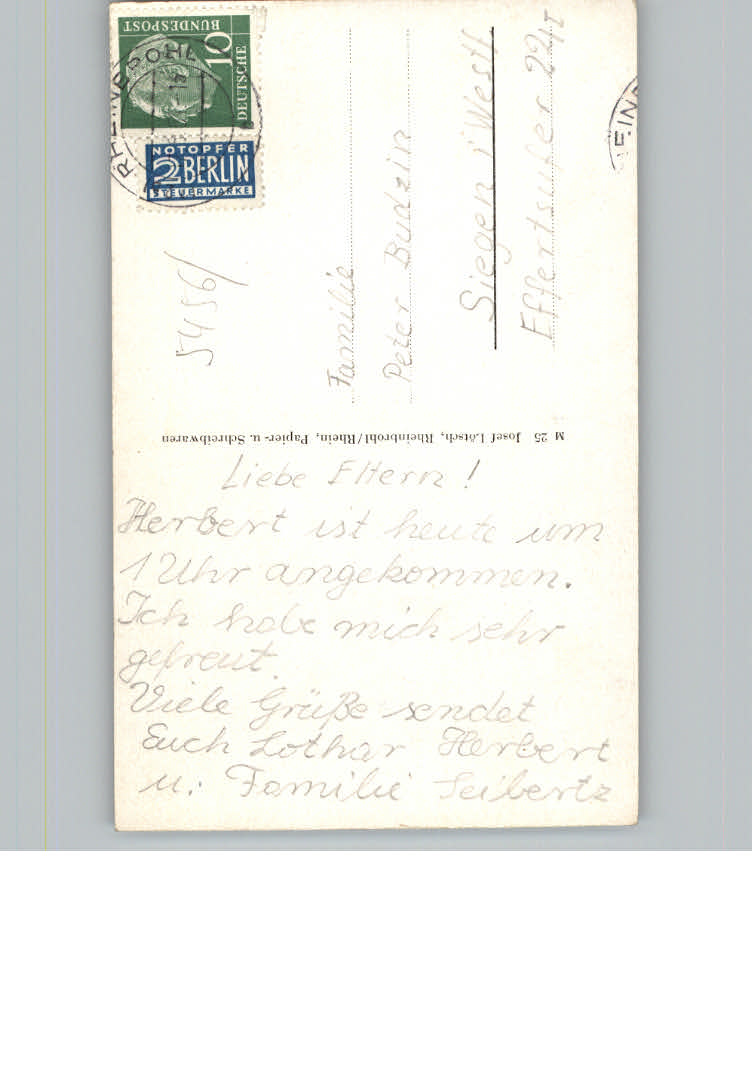 DEUTSCHE
BUNDESPOST
10
NOTOPFER
2 BERLIN
STEUERMARKE
RHEINBROHL
5456/
Familie
Peter Budzin
Siegen i/Westf
Effertsufer 224I
M 25 Josef Lötsch, Rheinbrohl/Rhein, Papier- u. Schreibwaren
Liebe Eltern!
Herbert ist heute um
1 Uhr angekommen.
Ich habe mich sehr
gefreut.
Viele Grüße sendet
Euch Lothar Herbert
u. Familie Seibertz